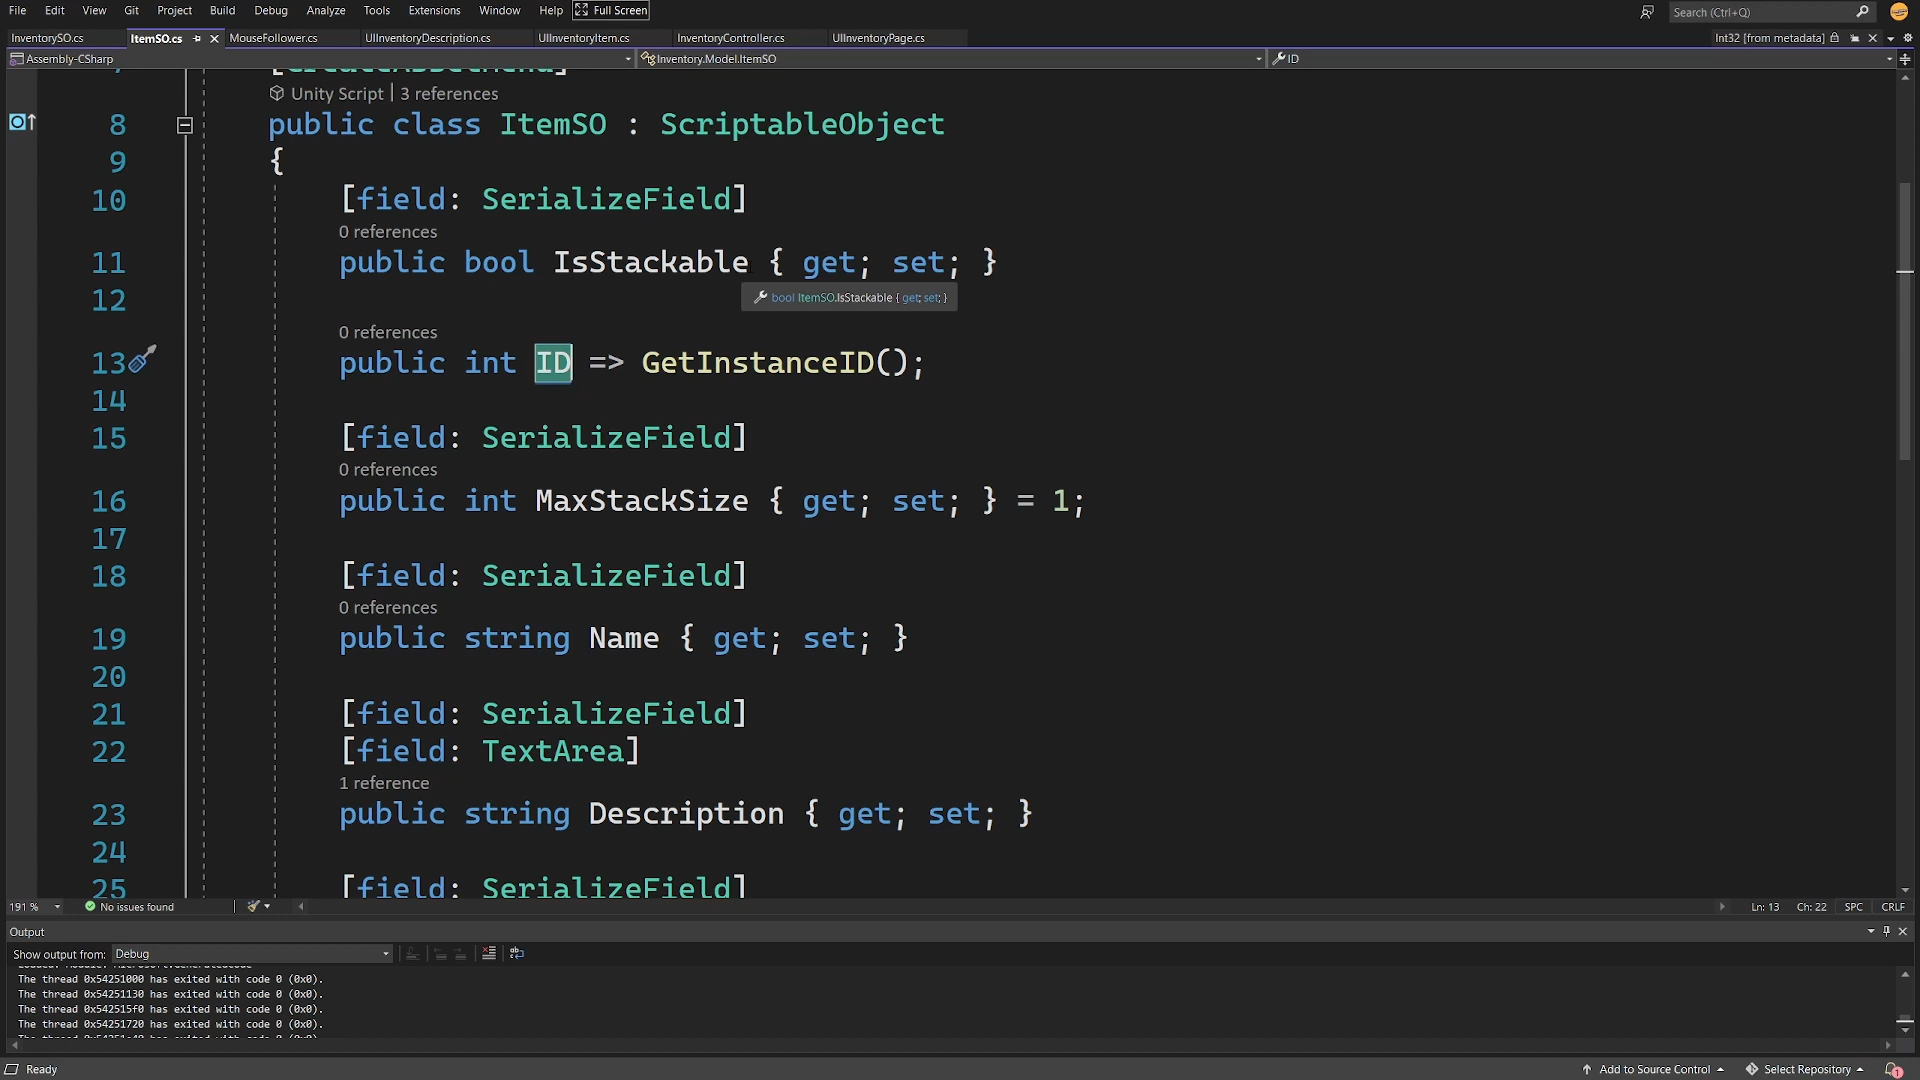 File Edit View Git Project Build Debug Analyze Tools Extensions Window Help Full Screen Search (Ctrl+Q)
InventorySO.cs ItemSO.cs MouseFollower.cs UIInventoryDescription.cs UIInventoryItem.cs InventoryController.cs UIInventoryPage.cs Int32 [from metadata]
Assembly-CSharp Inventory.Model.ItemSO ID
Unity Script | 3 references
8 public class ItemSO : ScriptableObject
9 {
10 [field: SerializeField]
0 references
11 public bool IsStackable { get; set; }
12 bool ItemSO.IsStackable { get; set; }
0 references
13 public int ID => GetInstanceID();
14
15 [field: SerializeField]
0 references
16 public int MaxStackSize { get; set; } = 1;
17
18 [field: SerializeField]
0 references
19 public string Name { get; set; }
20
21 [field: SerializeField]
22 [field: TextArea]
1 reference
23 public string Description { get; set; }
24
25 [field: SerializeField]
191 % No issues found Ln: 13 Ch: 22 SPC CRLF
Output
Show output from: Debug
The thread 0x54251000 has exited with code 0 (0x0).
The thread 0x54251130 has exited with code 0 (0x0).
The thread 0x542515f0 has exited with code 0 (0x0).
The thread 0x54251720 has exited with code 0 (0x0).
Ready Add to Source Control Select Repository 1